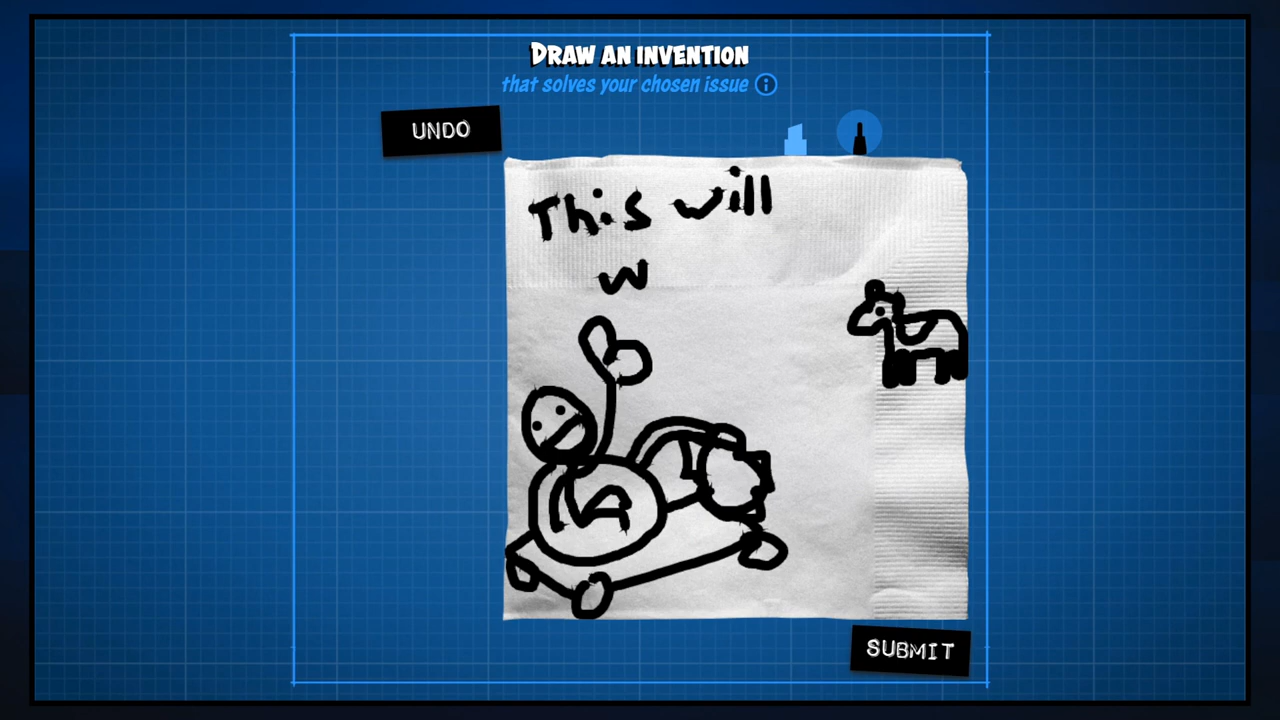 DRAW AN INVENTION
that solves your chosen issue i
UNDO
This will
w
SUBMIT